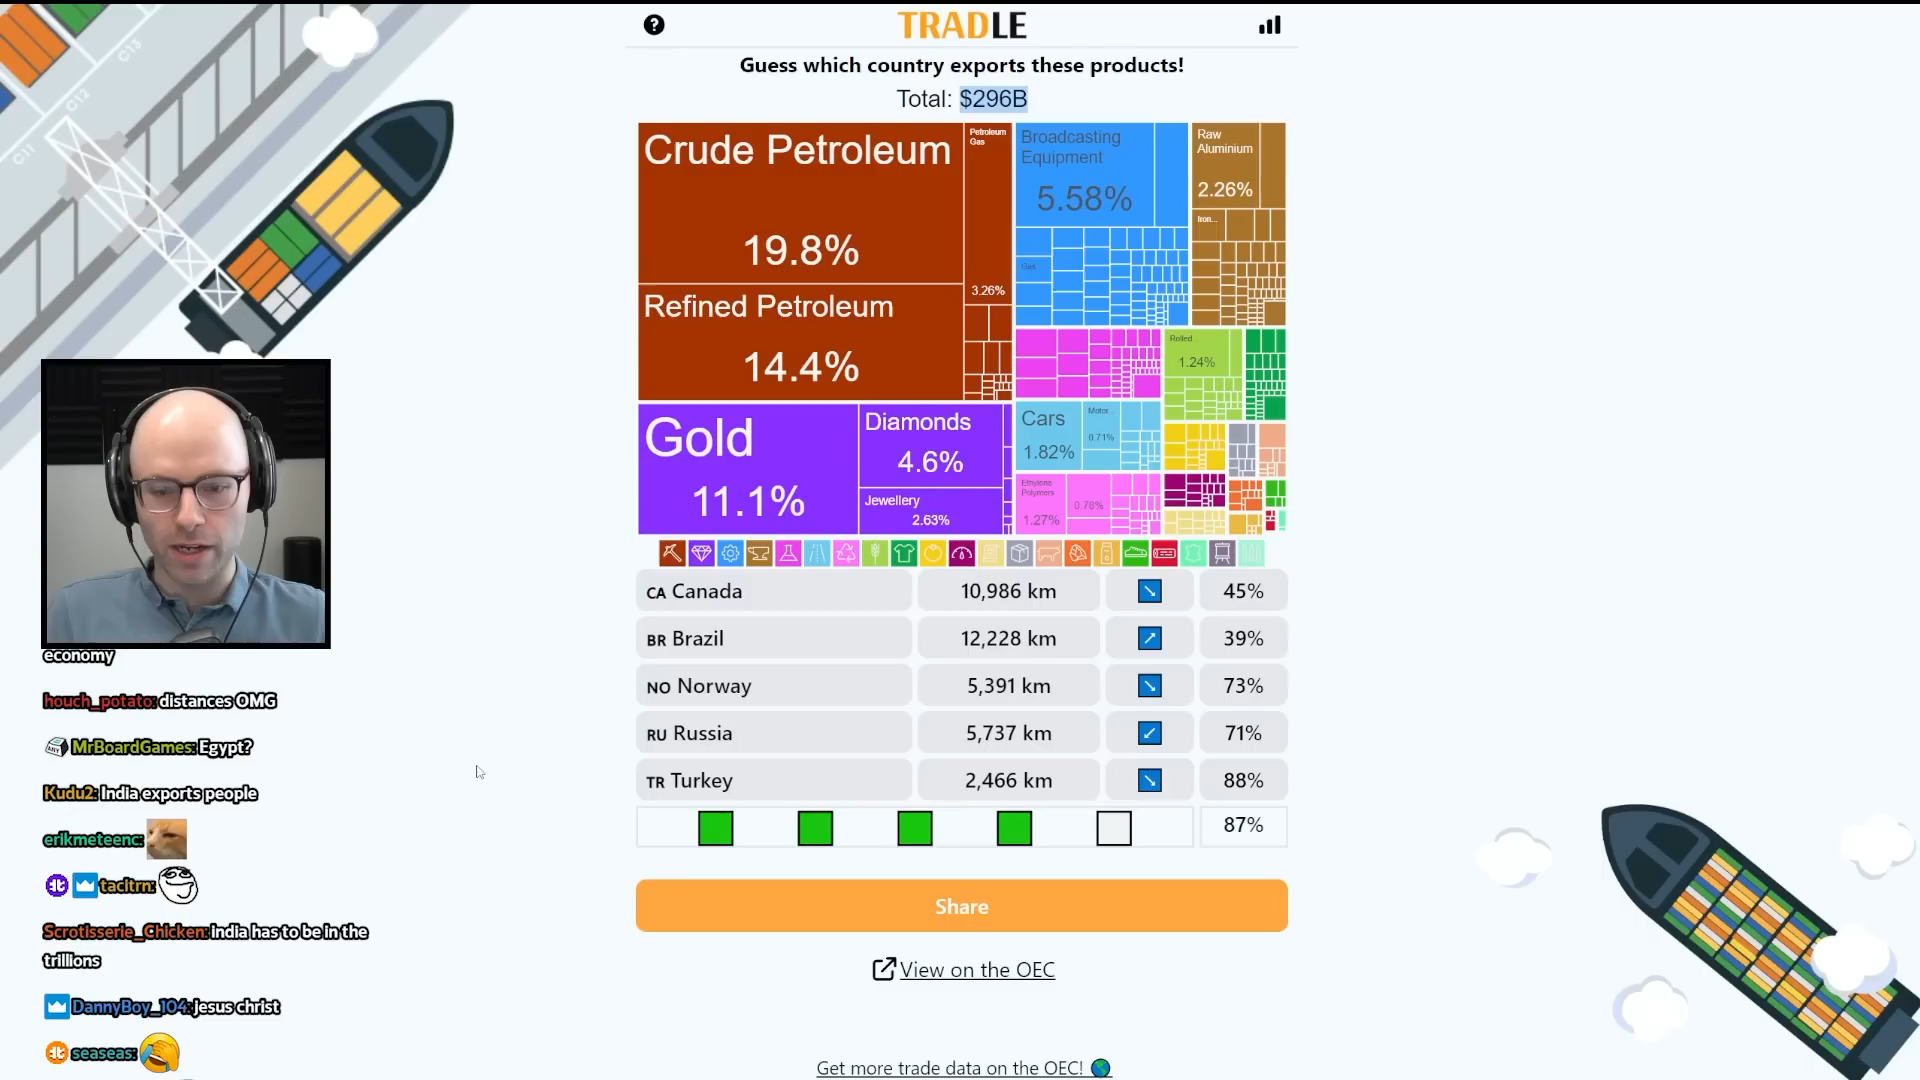 C13
C12
C11
TRADLE
Guess which country exports these products!
Total: $296B
Crude Petroleum
19.8%
Petroleum
Gas
3.26%
Refined Petroleum
14.4%
Gold
11.1%
Diamonds
4.6%
Jewellery
2.63%
Broadcasting
Equipment
5.58%
Gas
Raw
Aluminium
2.26%
Iron...
Rolled...
1.24%
Cars
1.82%
Motor...
0.71%
Ethylene
Polymers
1.27%
0.78%
CA Canada 10,986 km 45%
BR Brazil 12,228 km 39%
NO Norway 5,391 km 73%
RU Russia 5,737 km 71%
TR Turkey 2,466 km 88%
87%
Share
View on the OEC
Get more trade data on the OEC!
economy
houch_potato: distances OMG
MrBoardGames: Egypt?
Kudu2: India exports people
erikmeteenc:
tacitrn:
Scrotisserie_Chicken: india has to be in the
trillions
DannyBoy_104: jesus christ
seaseas: